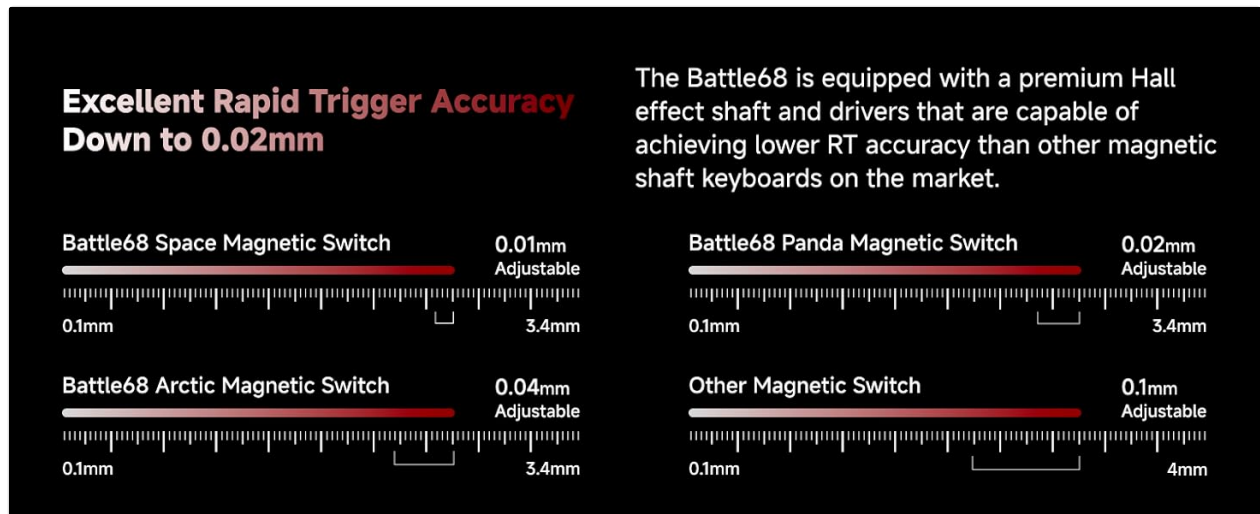 Excellent Rapid Trigger Accuracy
Down to 0.02mm
The Battle68 is equipped with a premium Hall
effect shaft and drivers that are capable of
achieving lower RT accuracy than other magnetic
shaft keyboards on the market.
Battle68 Space Magnetic Switch
0.01mm
Adjustable
0.1mm
3.4mm
Battle68 Panda Magnetic Switch
0.02mm
Adjustable
0.1mm
3.4mm
Battle68 Arctic Magnetic Switch
0.04mm
Adjustable
0.1mm
3.4mm
Other Magnetic Switch
0.1mm
Adjustable
0.1mm
4mm